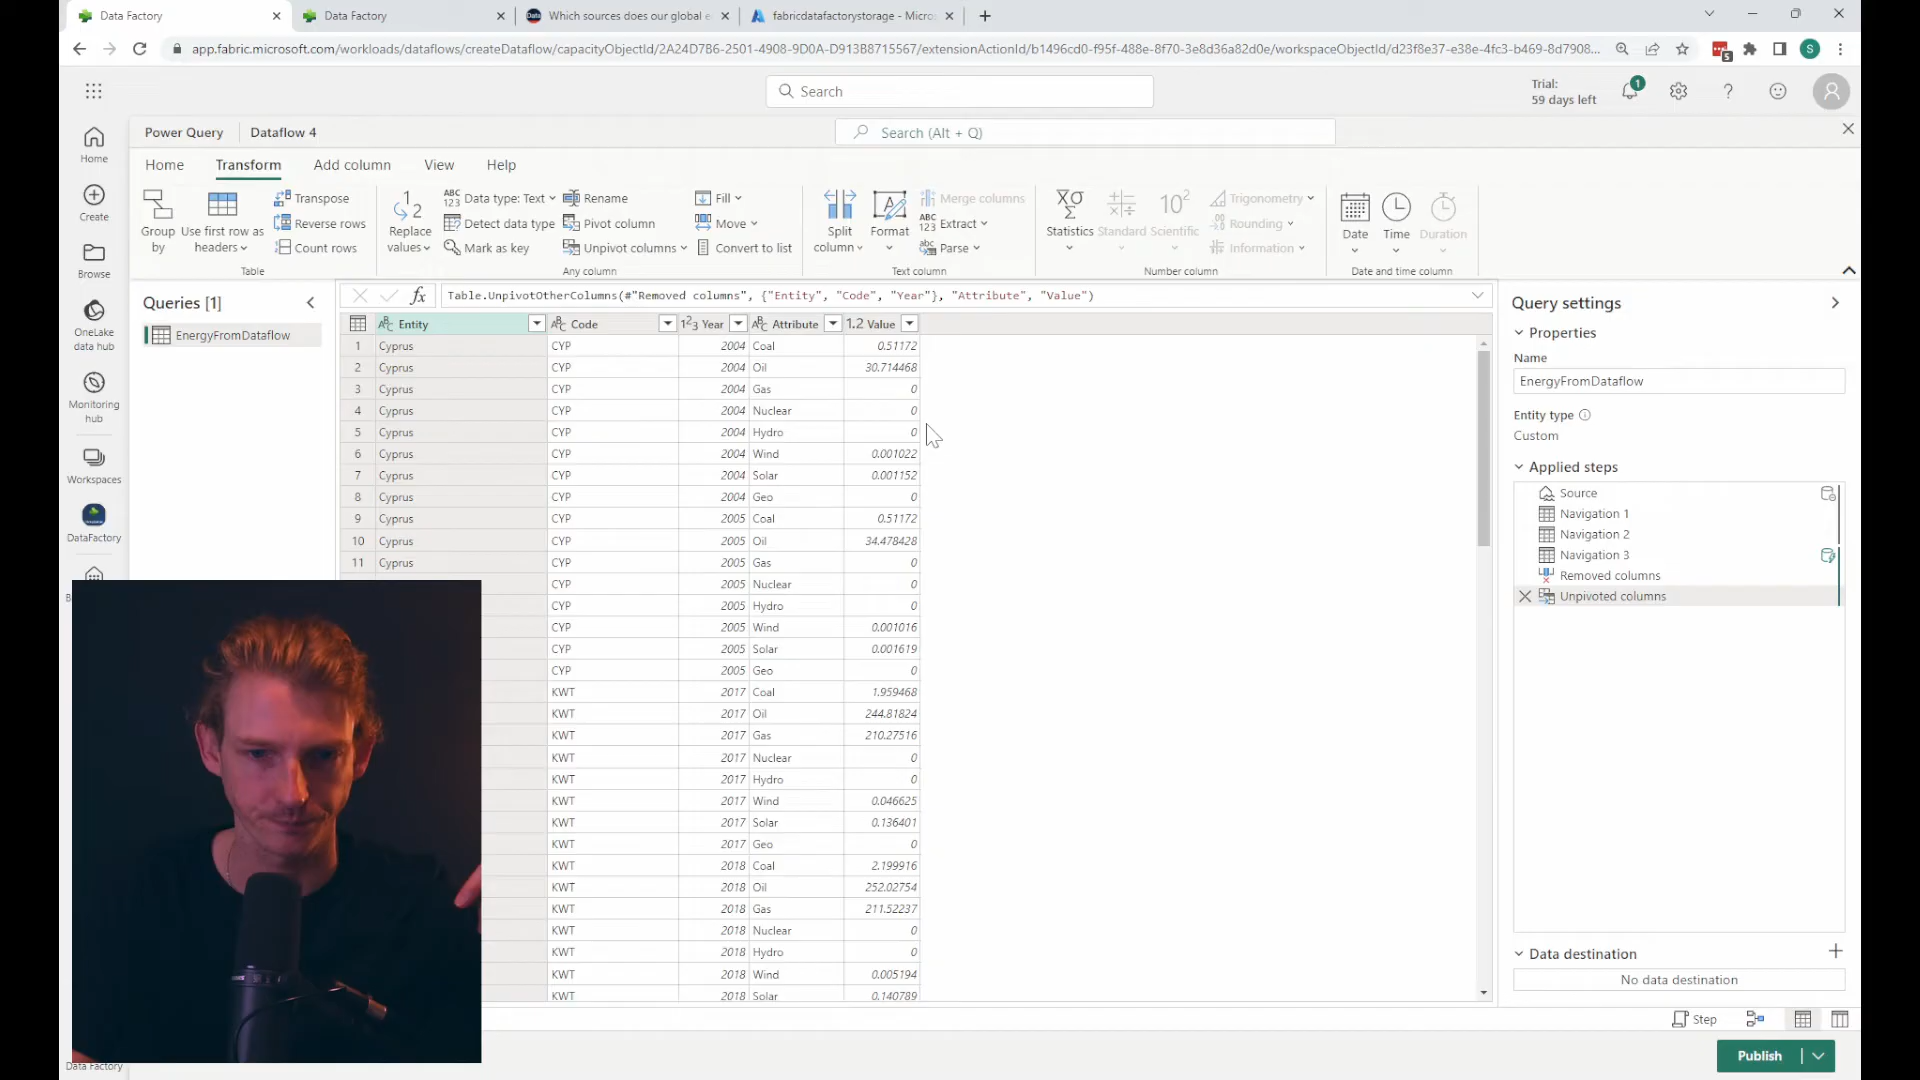 Data Factory
Data Factory
Which sources does our global e
fabricdatafactorystorage - Micro
app.fabric.microsoft.com/workloads/dataflows/createDataflow/capacityObjectId/2A24D7B6-2501-4908-9D0A-D913B8715567/extensionActionId/b1496cd0-f95f-488e-8f70-3e8d36a82d0e/workspaceObjectId/d23f8e37-e38e-4fc3-b469-8d7908...
5
S
Search
Trial:
59 days left
1
Power Query
Dataflow 4
Search (Alt + Q)
Home
Transform
Add column
View
Help
Home
Create
Browse
OneLake
data hub
Monitoring
hub
Workspaces
DataFactory
Data Factory
Group
by
Use first row as
headers
Transpose
Reverse rows
Count rows
Table
Replace
values
Data type: Text
Detect data type
Mark as key
Rename
Pivot column
Unpivot columns
Fill
Move
Convert to list
Any column
Split
column
Format
Merge columns
Extract
Parse
Text column
Statistics
Standard
Scientific
Trigonometry
Rounding
Information
Number column
Date
Time
Duration
Date and time column
Queries [1]
EnergyFromDataflow
fx
Table.UnpivotOtherColumns(#"Removed columns", {"Entity", "Code", "Year"}, "Attribute", "Value")
Entity Code Year Attribute 1.2 Value
1 Cyprus CYP 2004 Coal 0.51172
2 Cyprus CYP 2004 Oil 30.714468
3 Cyprus CYP 2004 Gas 0
4 Cyprus CYP 2004 Nuclear 0
5 Cyprus CYP 2004 Hydro 0
6 Cyprus CYP 2004 Wind 0.001022
7 Cyprus CYP 2004 Solar 0.001152
8 Cyprus CYP 2004 Geo 0
9 Cyprus CYP 2005 Coal 0.51172
10 Cyprus CYP 2005 Oil 34.478428
11 Cyprus CYP 2005 Gas 0
CYP 2005 Nuclear 0
CYP 2005 Hydro 0
CYP 2005 Wind 0.001016
CYP 2005 Solar 0.001619
CYP 2005 Geo 0
KWT 2017 Coal 1.959468
KWT 2017 Oil 244.81824
KWT 2017 Gas 210.27516
KWT 2017 Nuclear 0
KWT 2017 Hydro 0
KWT 2017 Wind 0.046625
KWT 2017 Solar 0.136401
KWT 2017 Geo 0
KWT 2018 Coal 2.199916
KWT 2018 Oil 252.02754
KWT 2018 Gas 211.52237
KWT 2018 Nuclear 0
KWT 2018 Hydro 0
KWT 2018 Wind 0.005194
KWT 2018 Solar 0.140789
Query settings
Properties
Name
EnergyFromDataflow
Entity type
Custom
Applied steps
Source
Navigation 1
Navigation 2
Navigation 3
Removed columns
Unpivoted columns
Data destination
No data destination
Step
Publish